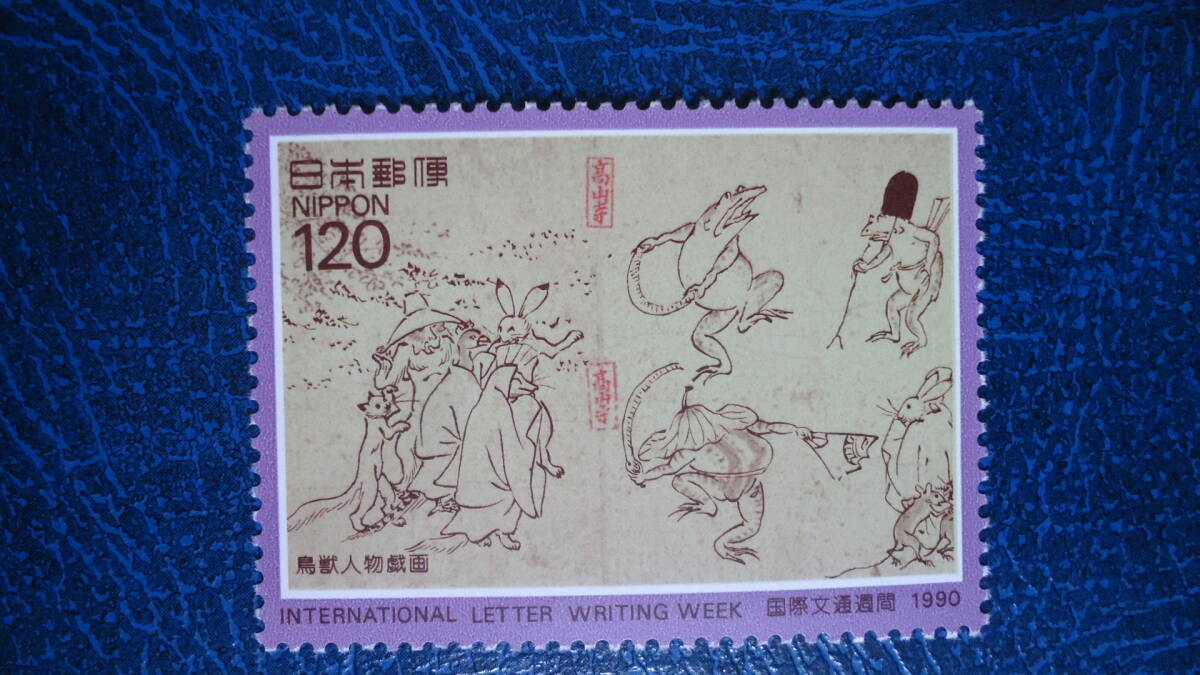 日本郵便
NIPPON
120
高山寺
高山寺
鳥獣人物戯画
INTERNATIONAL LETTER WRITING WEEK 国際文通週間 1990